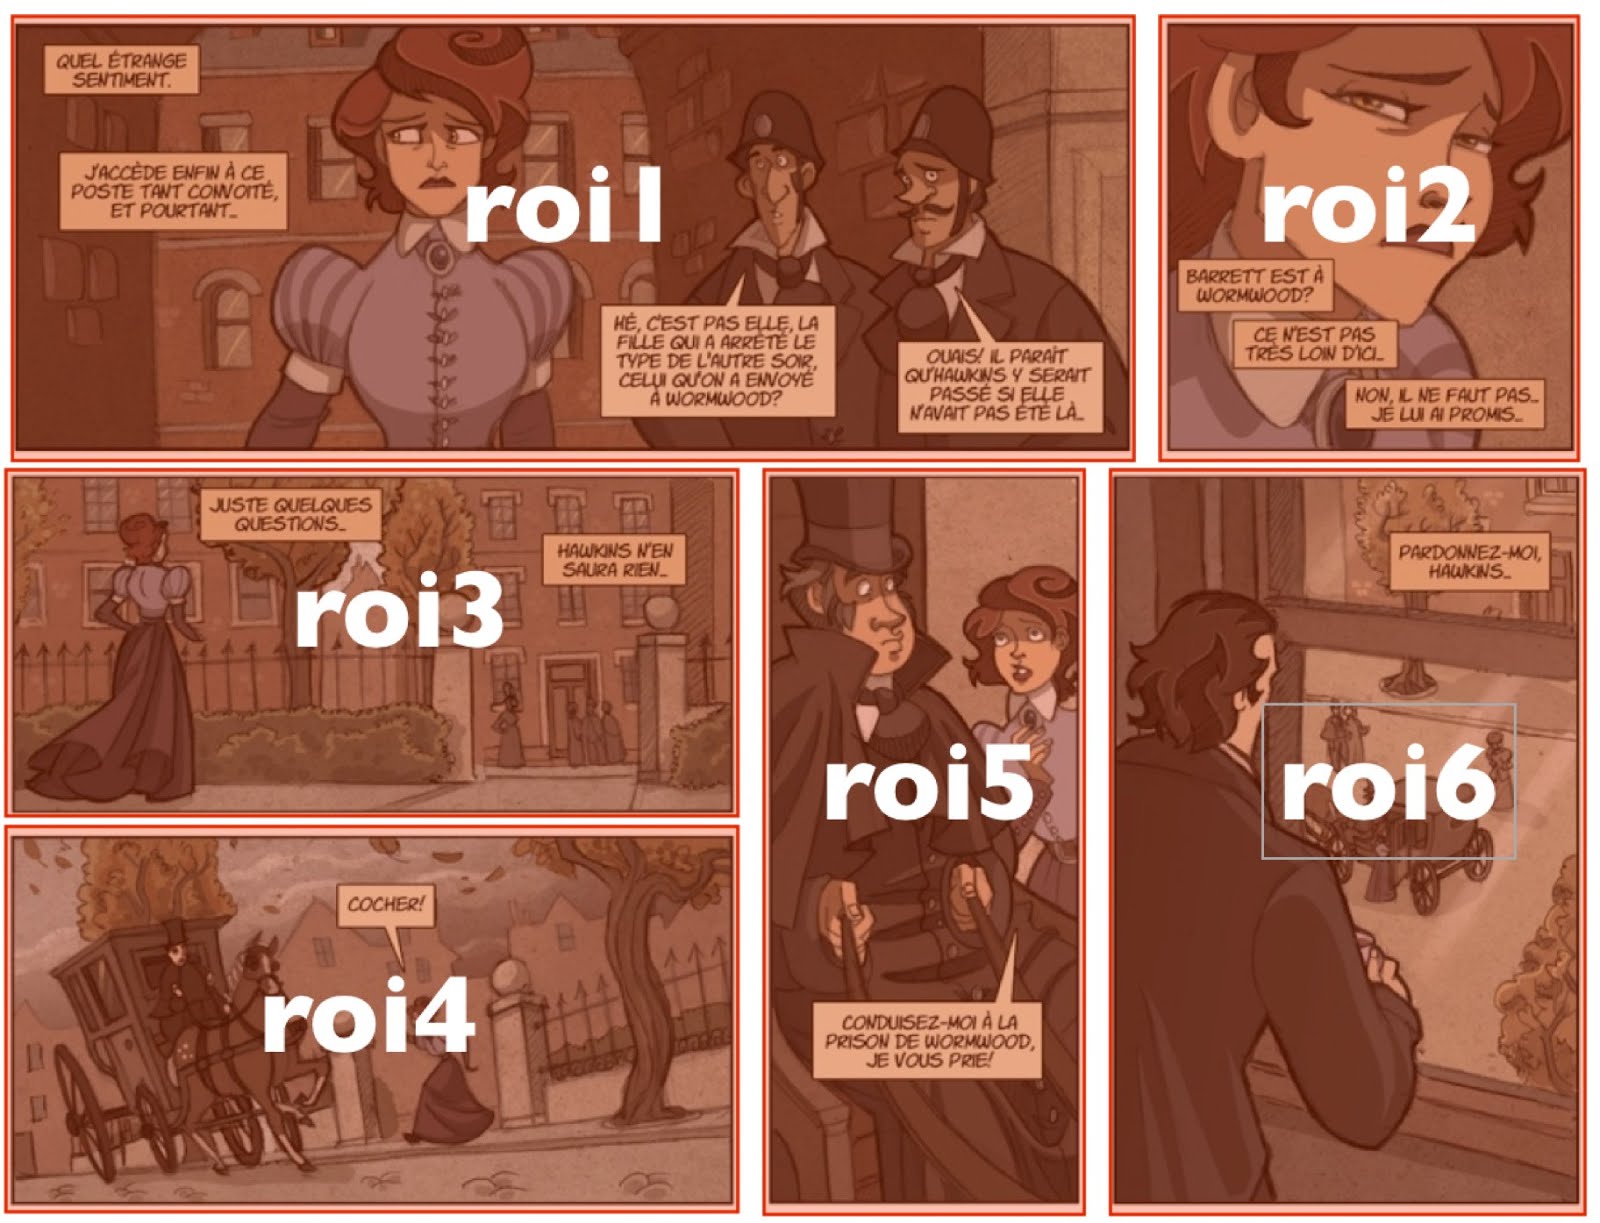 QUEL ÉTRANGE
SENTIMENT.
J'ACCÈDE ENFIN À CE
POSTE TANT CONVOITÉ,
ET POURTANT...
roi1
HÉ, C'EST PAS ELLE, LA
FILLE QUI A ARRÊTÉ LE
TYPE DE L'AUTRE SOIR,
CELUI QU'ON A ENVOYÉ
À WORMWOOD?
OUAIS! IL PARAÎT
QU'HAWKINS Y SERAIT
PASSÉ SI ELLE
N'AVAIT PAS ÉTÉ LÀ...
roi2
BARRETT EST À
WORMWOOD?
CE N'EST PAS
TRÈS LOIN D'ICI...
NON, IL NE FAUT PAS...
JE LUI AI PROMIS...
JUSTE QUELQUES
QUESTIONS...
HAWKINS N'EN
SAURA RIEN...
roi3
COCHER!
roi4
roi5
CONDUISEZ-MOI À LA
PRISON DE WORMWOOD,
JE VOUS PRIE!
PARDONNEZ-MOI,
HAWKINS...
roi6